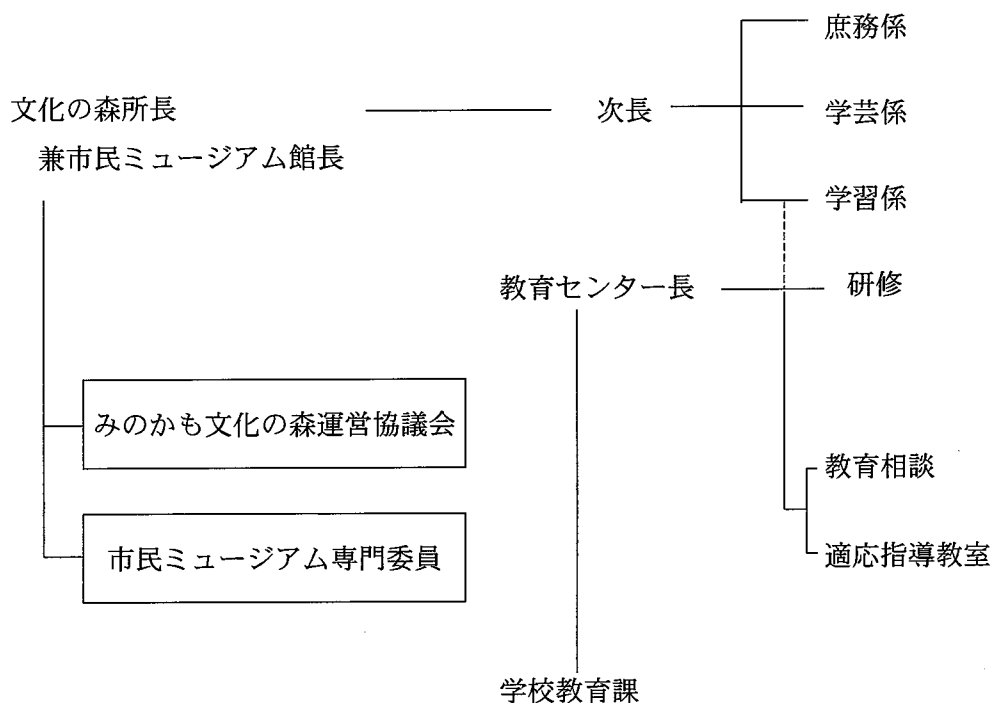 庶務係
文化の森所長
次長
学芸係
兼市民ミュージアム館長
学習係
教育センター長
研修
みのかも文化の森運営協議会
教育相談
市民ミュージアム専門委員
適応指導教室
学校教育課